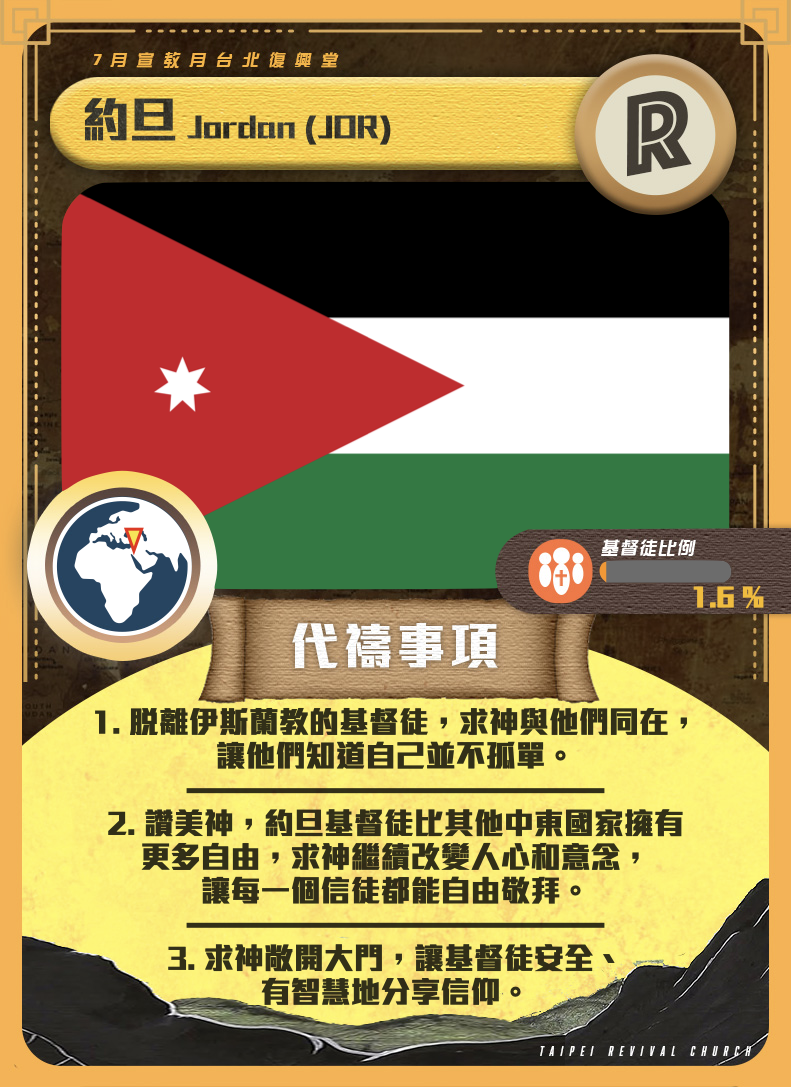 7月宣教月台北復興堂
約旦 Jordan (JOR)
R
基督徒比例
1.6 %
代禱事項
1. 脫離伊斯蘭教的基督徒，求神與他們同在，
讓他們知道自己並不孤單。
2. 讚美神，約旦基督徒比其他中東國家擁有
更多自由，求神繼續改變人心和意念，
讓每一個信徒都能自由敬拜。
3. 求神敞開大門，讓基督徒安全、
有智慧地分享信仰。
TAIPEI REVIVAL CHURCH